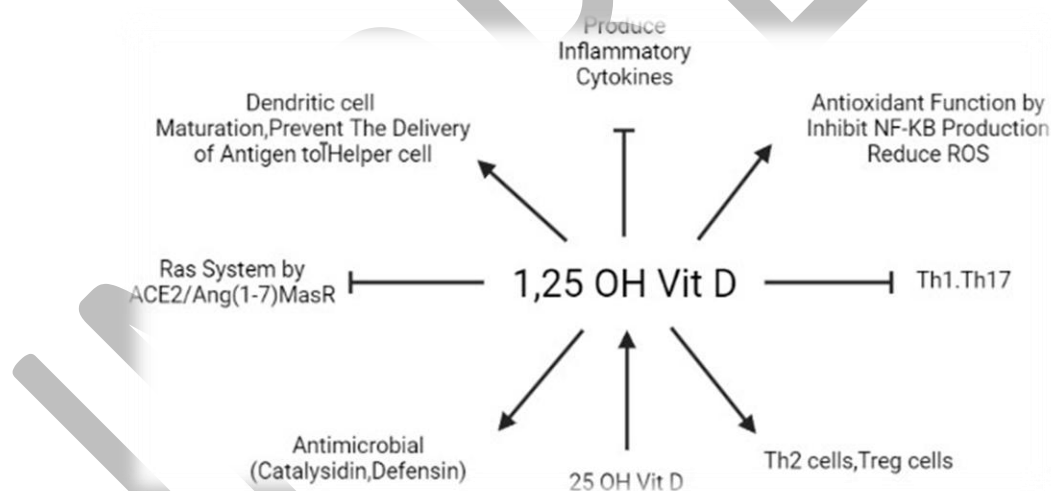 Produce
Inflammatory
Cytokines
Dendritic cell
Maturation,Prevent The Delivery
of Antigen toTHelper cell
Antioxidant Function by
Inhibit NF-KB Production
Reduce ROS
Ras System by
ACE2/Ang(1-7)MasR
1,25 OH Vit D
Th1.Th17
Antimicrobial
(Catalysidin,Defensin)
25 OH Vit D
Th2 cells,Treg cells